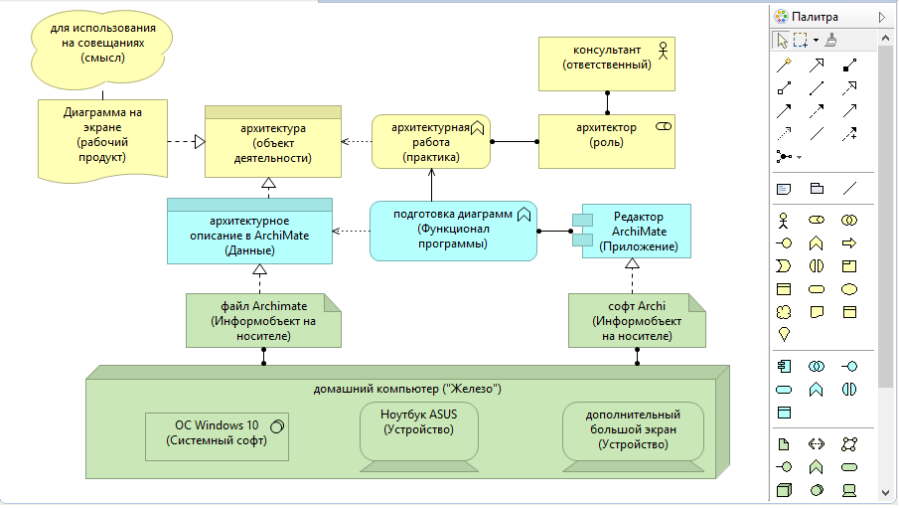 для использования
на совещаниях
(смысл)
Диаграмма на
экране
(рабочий
продукт)
архитектура
(объект
деятельности)
архитектурная
работа
(практика)
консультант
(ответственный)
архитектор
(роль)
архитектурное
описание в ArchiMate
(Данные)
подготовка диаграмм
(Функционал
программы)
Редактор
ArchiMate
(Приложение)
файл Archimate
(Информобъект на
носителе)
софт Archi
(Информобъект
на носителе)
домашний компьютер ("Железо")
ОС Windows 10
(Системный софт)
Ноутбук ASUS
(Устройство)
дополнительный
большой экран
(Устройство)
Палитра